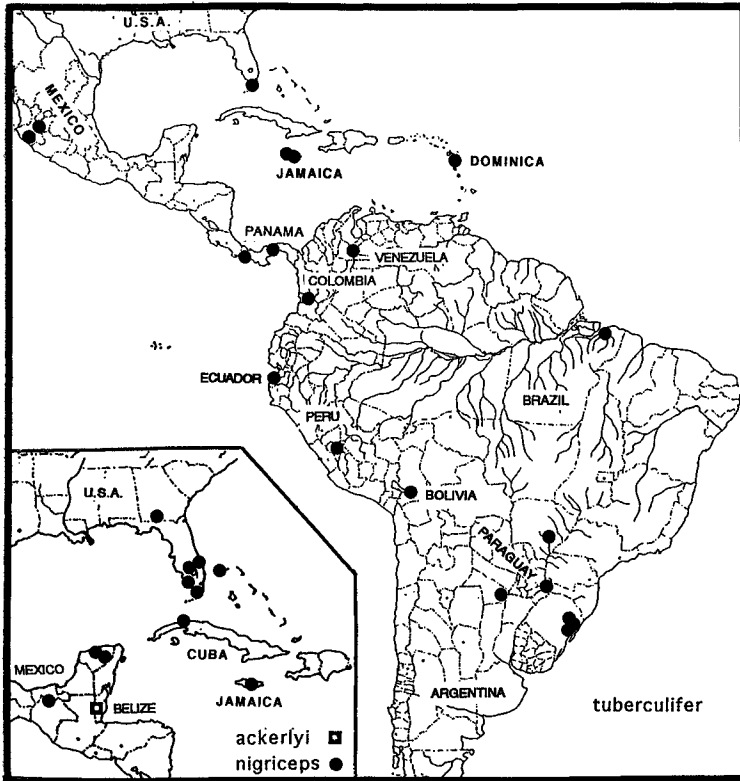 U.S.A.
MEXICO
JAMAICA
DOMINICA
PANAMA
VENEZUELA
COLOMBIA
ECUADOR
BRAZIL
PERU
BOLIVIA
PARAGUAY
ARGENTINA
tuberculifer
U.S.A.
CUBA
MEXICO
JAMAICA
BELIZE
ackerlyi
nigriceps